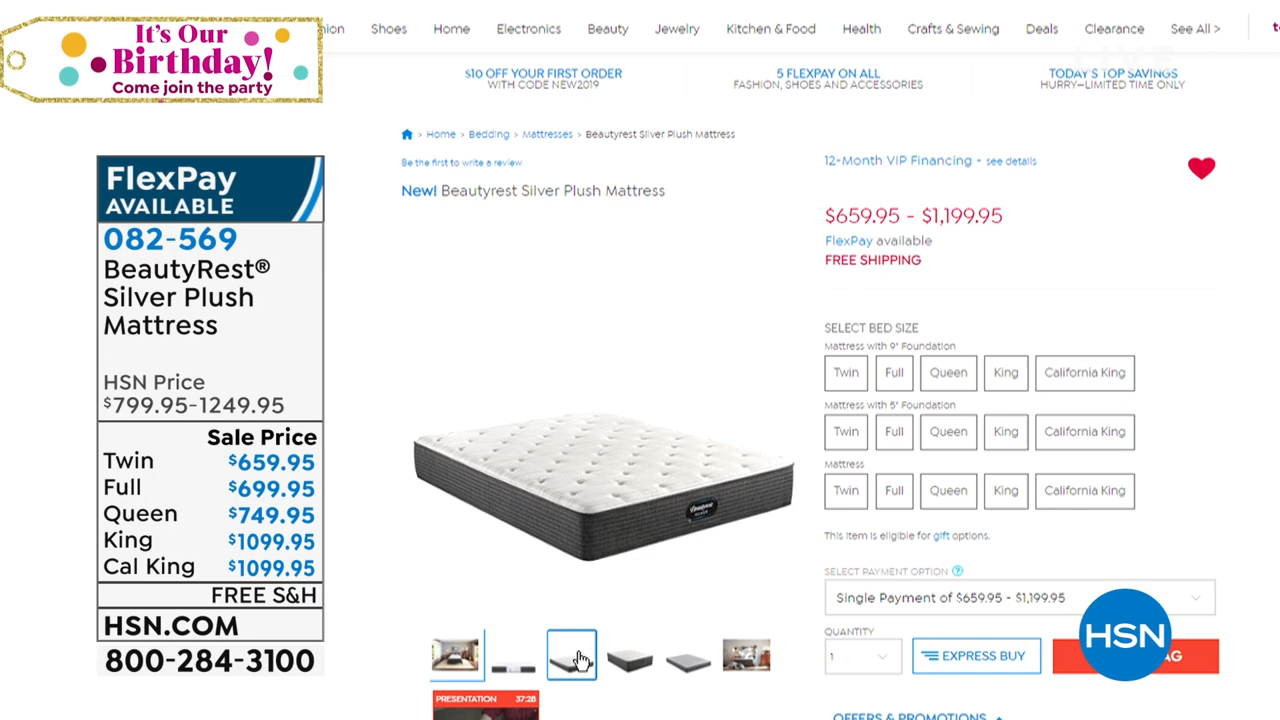 It's Our
Birthday!
Come join the party
Shoes
Home
Electronics
Beauty
Jewelry
Kitchen & Food
Health
Crafts & Sewing
Deals
Clearance
See All >
LIVE
$10 OFF YOUR FIRST ORDER
WITH CODE NEW2019
5 FLEXPAY ON ALL
FASHION, SHOES AND ACCESSORIES
TODAY'S TOP SAVINGS
HURRY—LIMITED TIME ONLY
> Home > Bedding > Mattresses > Beautyrest Silver Plush Mattress
Be the first to write a review
New! Beautyrest Silver Plush Mattress
12-Month VIP Financing - see details
$659.95 - $1,199.95
FlexPay available
FREE SHIPPING
SELECT BED SIZE
Mattress with 9" Foundation
Twin Full Queen King California King
Mattress with 5" Foundation
Twin Full Queen King California King
Mattress
Twin Full Queen King California King
This item is eligible for gift options.
SELECT PAYMENT OPTION ?
Single Payment of $659.95 - $1,199.95
QUANTITY
1
EXPRESS BUY
AG
HSN
OFFERS & PROMOTIONS
PRESENTATION 37:28
Beautyrest
FlexPay
AVAILABLE
082-569
BeautyRest®
Silver Plush
Mattress
HSN Price
$799.95-1249.95
Sale Price
Twin $659.95
Full $699.95
Queen $749.95
King $1099.95
Cal King $1099.95
FREE S&H
HSN.COM
800-284-3100